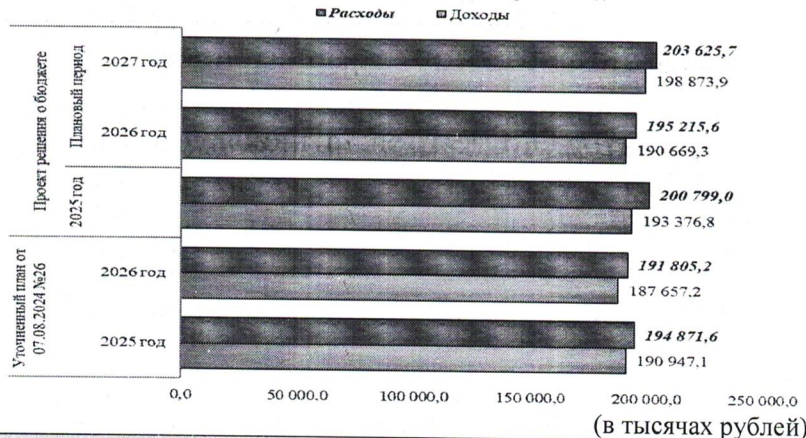 Расходы Доходы
Проект решения о бюджете
Плановый период
2027 год
203 625,7
198 873,9
2026 год
195 215,6
190 669,3
2025 год
200 799,0
193 376,8
Уточненный план от
07.08.2024 №26
2026 год
191 805,2
187 657,2
2025 год
194 871,6
190 947,1
0,0 50 000,0 100 000,0 150 000,0 200 000,0 250 000,0
(в тысячах рублей)